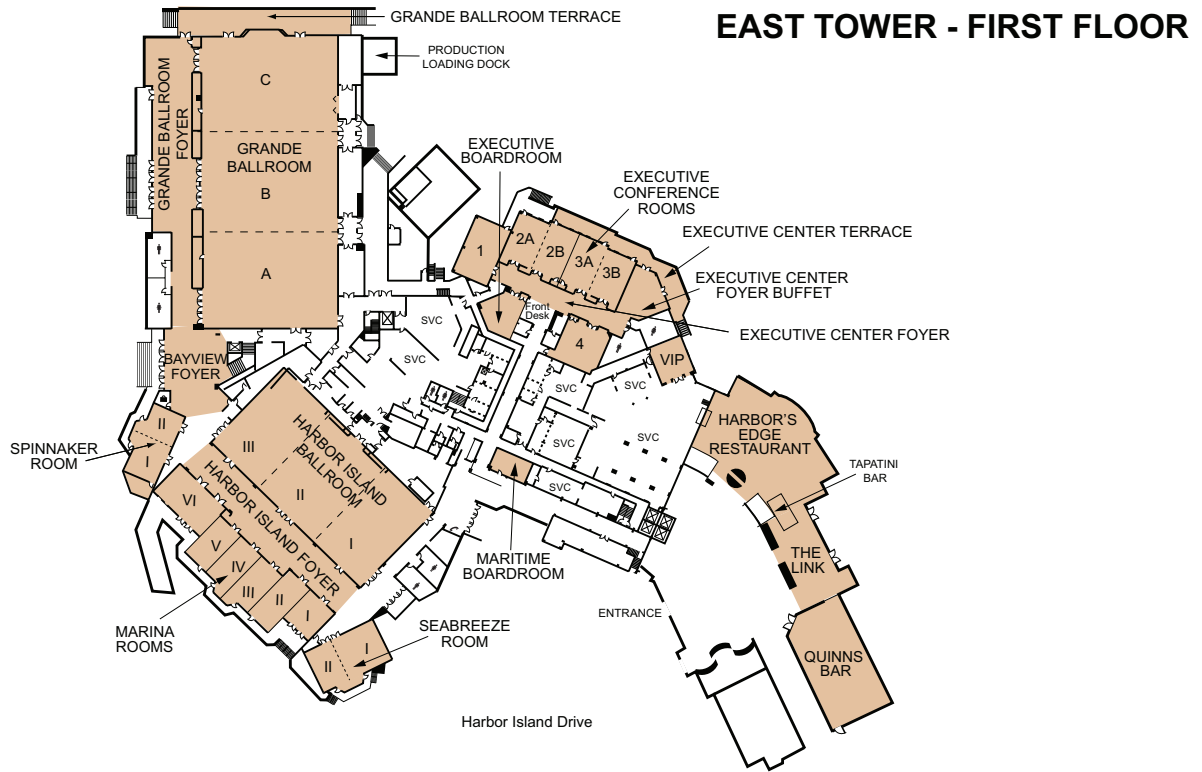 EAST TOWER - FIRST FLOOR
GRANDE BALLROOM TERRACE
PRODUCTION
LOADING DOCK
GRANDE BALLROOM
FOYER
C
GRANDE
BALLROOM
B
A
EXECUTIVE
BOARDROOM
EXECUTIVE
CONFERENCE
ROOMS
EXECUTIVE CENTER TERRACE
EXECUTIVE CENTER
FOYER BUFFET
EXECUTIVE CENTER FOYER
1
2A
2B
3A
3B
Front
Desk
4
VIP
SVC
SVC
SVC
SVC
SVC
SVC
SVC
BAYVIEW
FOYER
SPINNAKER
ROOM
II
I
HARBOR ISLAND
BALLROOM
III
II
I
HARBOR ISLAND FOYER
VI
V
IV
III
II
I
MARINA
ROOMS
SEABREEZE
ROOM
I
II
MARITIME
BOARDROOM
HARBOR'S
EDGE
RESTAURANT
TAPATINI
BAR
THE
LINK
ENTRANCE
QUINNS
BAR
Harbor Island Drive